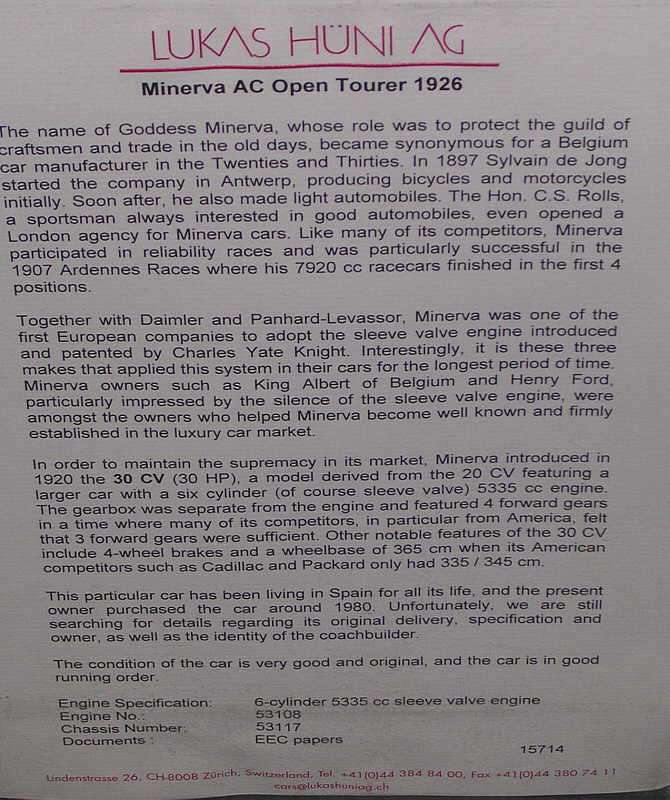 LUKAS HÜNI AG
Minerva AC Open Tourer 1926
The name of Goddess Minerva, whose role was to protect the guild of
craftsmen and trade in the old days, became synonymous for a Belgium
car manufacturer in the Twenties and Thirties. In 1897 Sylvain de Jong
started the company in Antwerp, producing bicycles and motorcycles
initially. Soon after, he also made light automobiles. The Hon. C.S. Rolls,
a sportsman always interested in good automobiles, even opened a
London agency for Minerva cars. Like many of its competitors, Minerva
participated in reliability races and was particularly successful in the
1907 Ardennes Races where his 7920 cc racecars finished in the first 4
positions.
Together with Daimler and Panhard-Levassor, Minerva was one of the
first European companies to adopt the sleeve valve engine introduced
and patented by Charles Yate Knight. Interestingly, it is these three
makes that applied this system in their cars for the longest period of time.
Minerva owners such as King Albert of Belgium and Henry Ford,
particularly impressed by the silence of the sleeve valve engine, were
amongst the owners who helped Minerva become well known and firmly
established in the luxury car market.
In order to maintain the supremacy in its market, Minerva introduced in
1920 the 30 CV (30 HP), a model derived from the 20 CV featuring a
larger car with a six cylinder (of course sleeve valve) 5335 cc engine.
The gearbox was separate from the engine and featured 4 forward gears
in a time where many of its competitors, in particular from America, felt
that 3 forward gears were sufficient. Other notable features of the 30 CV
include 4-wheel brakes and a wheelbase of 365 cm when its American
competitors such as Cadillac and Packard only had 335 / 345 cm.
This particular car has been living in Spain for all its life, and the present
owner purchased the car around 1980. Unfortunately, we are still
searching for details regarding its original delivery, specification and
owner, as well as the identity of the coachbuilder.
The condition of the car is very good and original, and the car is in good
running order.
Engine Specification: 6-cylinder 5335 cc sleeve valve engine
Engine No.: 53108
Chassis Number: 53117
Documents : EEC papers
15714
Lindenstrasse 26, CH-8008 Zürich, Switzerland, Tel. +41(0)44 384 84 00, Fax +41(0)44 380 74 11
cars@lukashuniag.ch